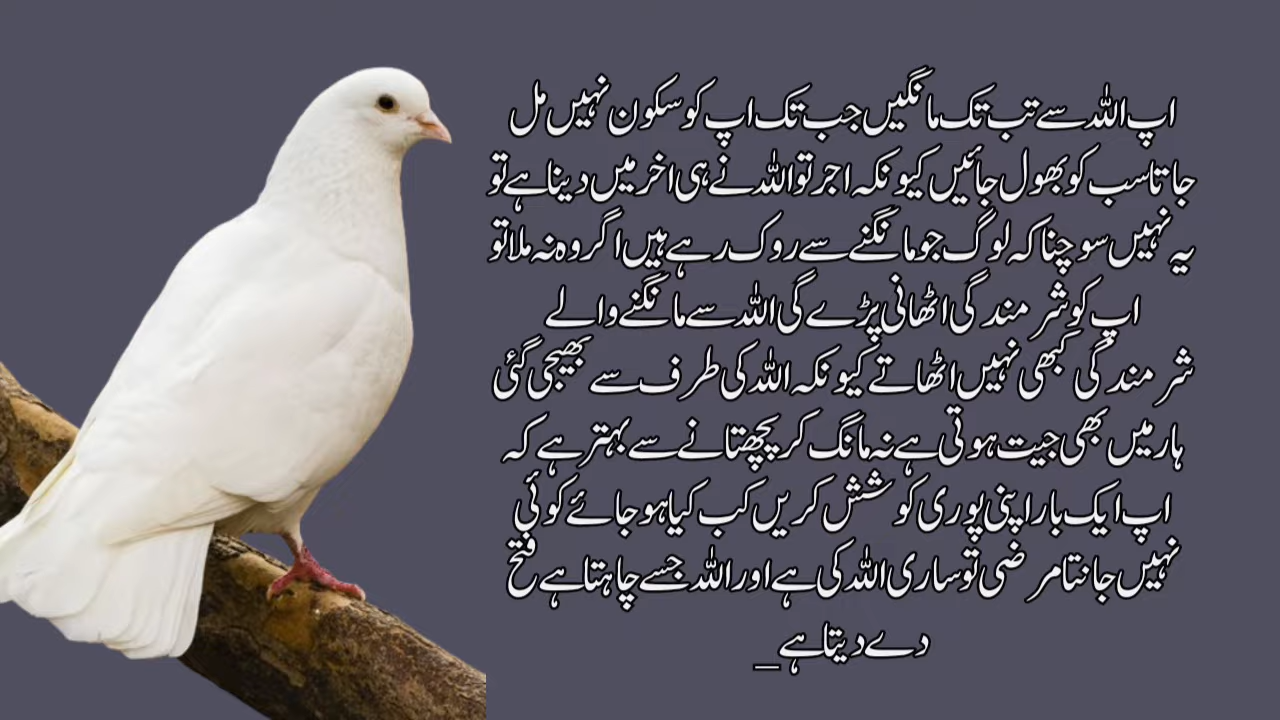 اپ اللہ سے تب تک مانگیں جب تک اپ کو سکون نہیں مل
جاتا سب کو بھول جائیں کیونکہ اجر تو اللہ نے ہی اخر میں دینا ہے تو
یہ نہیں سوچنا کہ لوگ جو مانگنے سے روک رہے ہیں اگر وہ نہ ملا تو
اپ کو شرمندگی اٹھانی پڑے گی اللہ سے مانگنے والے
شرمندگی کبھی نہیں اٹھاتے کیونکہ اللہ کی طرف سے بھیجی گئی
ہار میں بھی جیت ہوتی ہے نہ مانگ کر پچھتانے سے بہتر ہے کہ
اپ ایک بار اپنی پوری کوشش کریں کب کیا ہو جائے کوئی
نہیں جانتا مرضی تو ساری اللہ کی ہے اور اللہ جسے چاہتا ہے فتح
دے دیتا ہے_